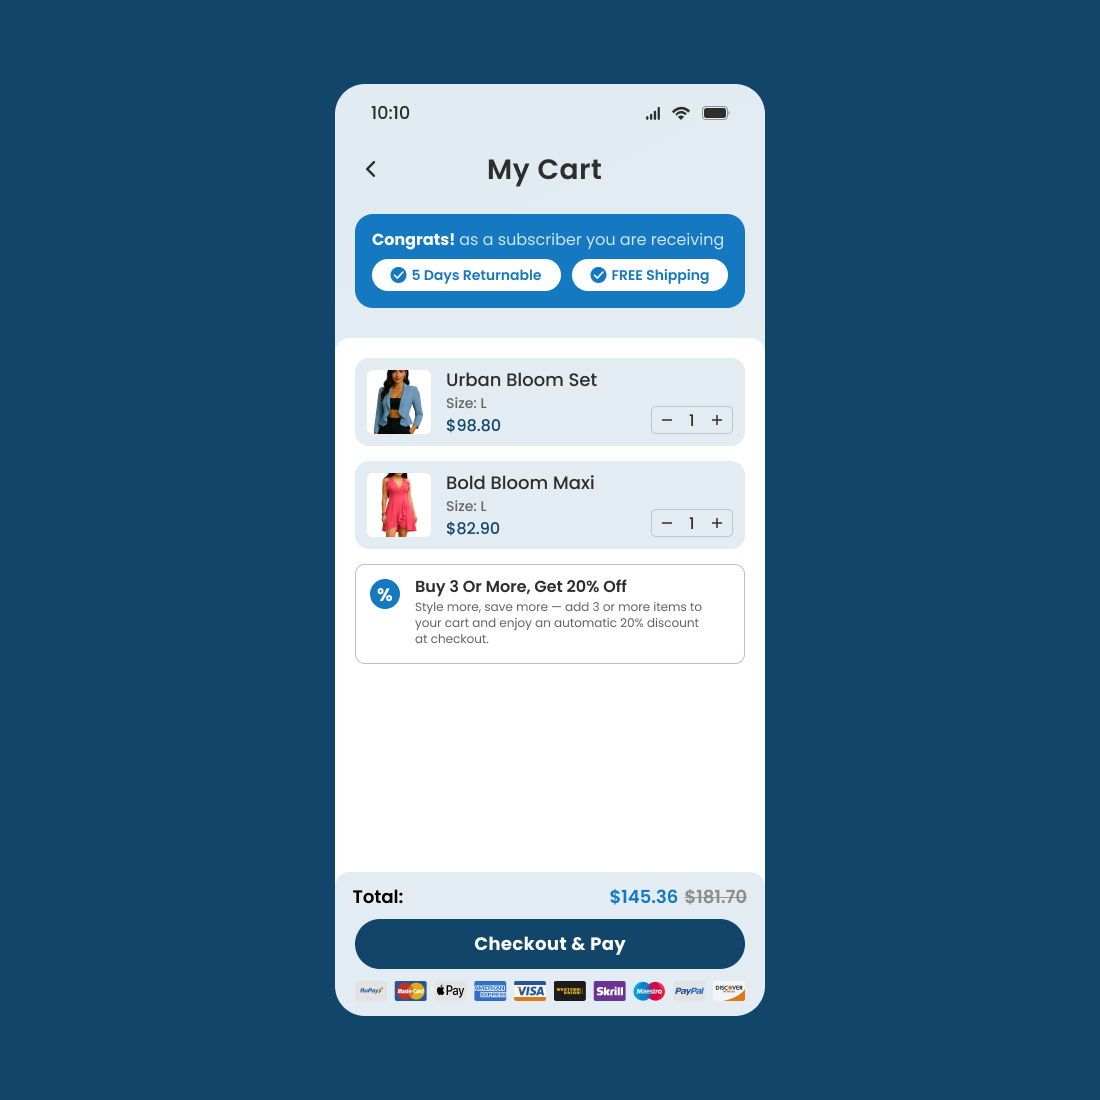 10:10
My Cart
Congrats! as a subscriber you are receiving
5 Days Returnable
FREE Shipping
Urban Bloom Set
Size: L
$98.80
− 1 +
Bold Bloom Maxi
Size: L
$82.90
− 1 +
%
Buy 3 Or More, Get 20% Off
Style more, save more — add 3 or more items to
your cart and enjoy an automatic 20% discount
at checkout.
Total: $145.36 $181.70
Checkout & Pay
RuPay MasterCard Pay AMERICAN EXPRESS VISA WESTERN UNION Skrill Maestro PayPal DISCOVER